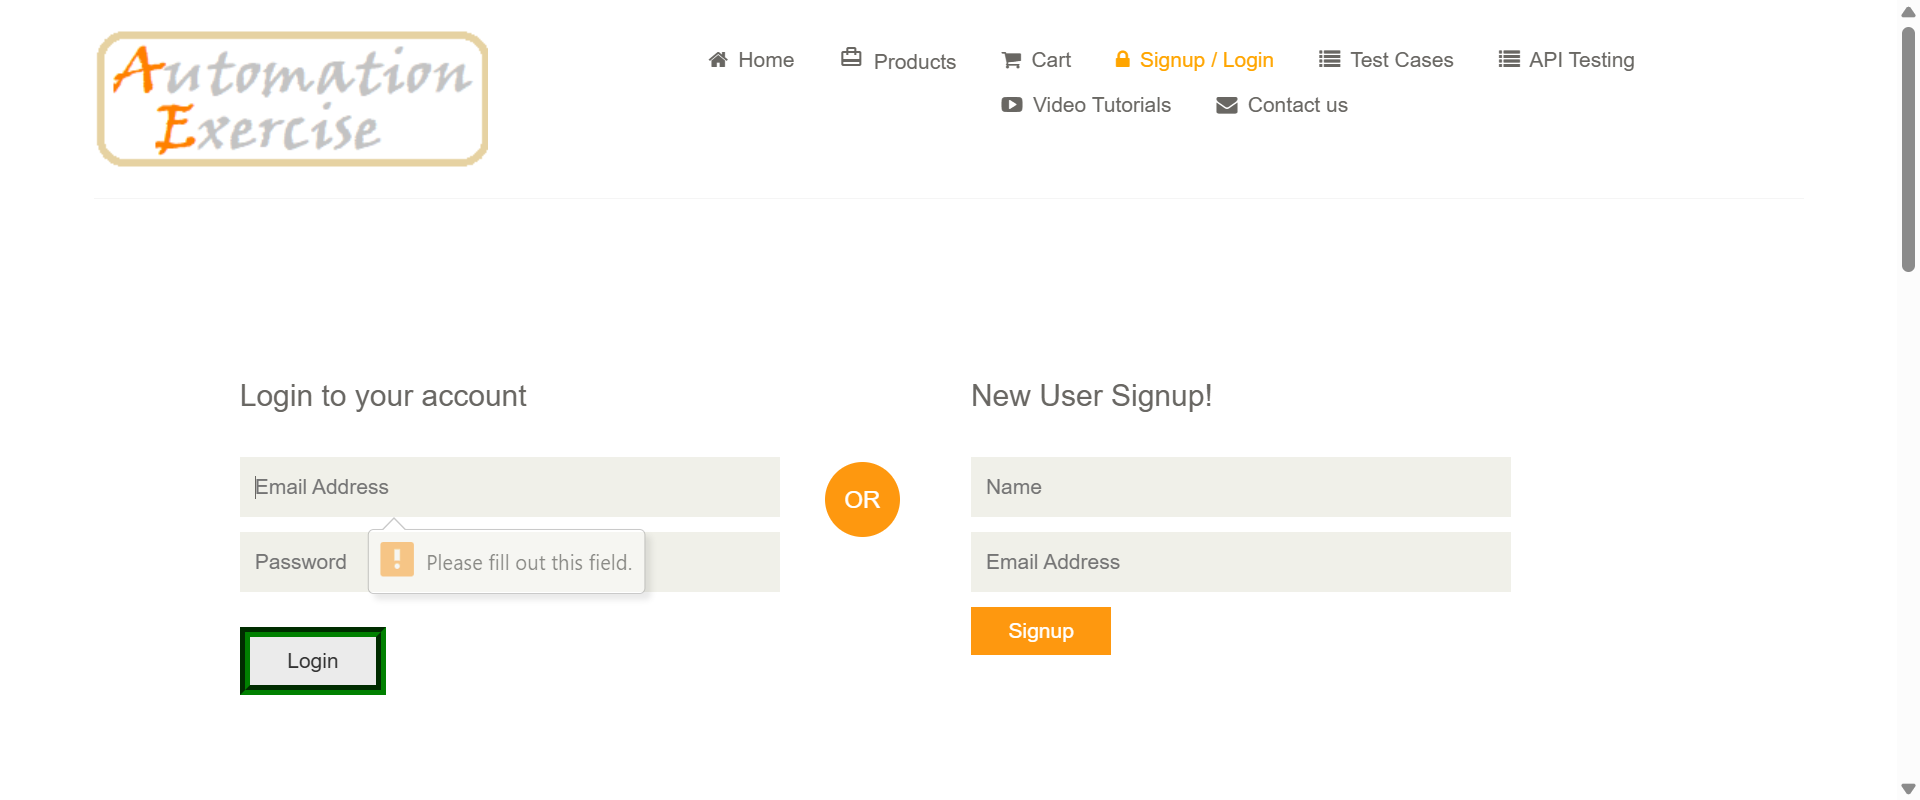 Automation
Exercise
Home
Products
Cart
Signup / Login
Test Cases
API Testing
Video Tutorials
Contact us
Login to your account
Email Address
Password
Please fill out this field.
Login
OR
New User Signup!
Name
Email Address
Signup